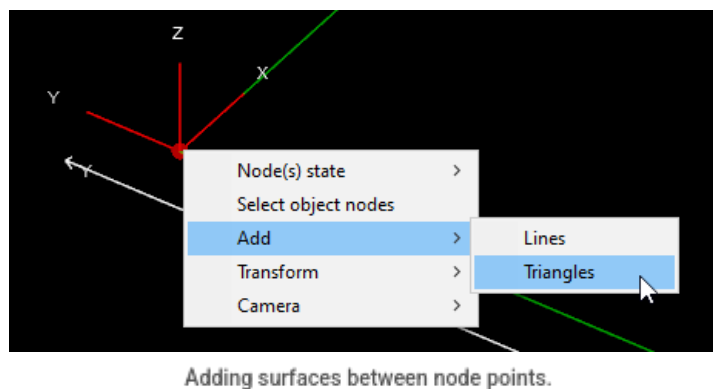 Z
X
Y
Y
Node(s) state
Select object nodes
Add
Lines
Transform
Triangles
Camera
Adding surfaces between node points.